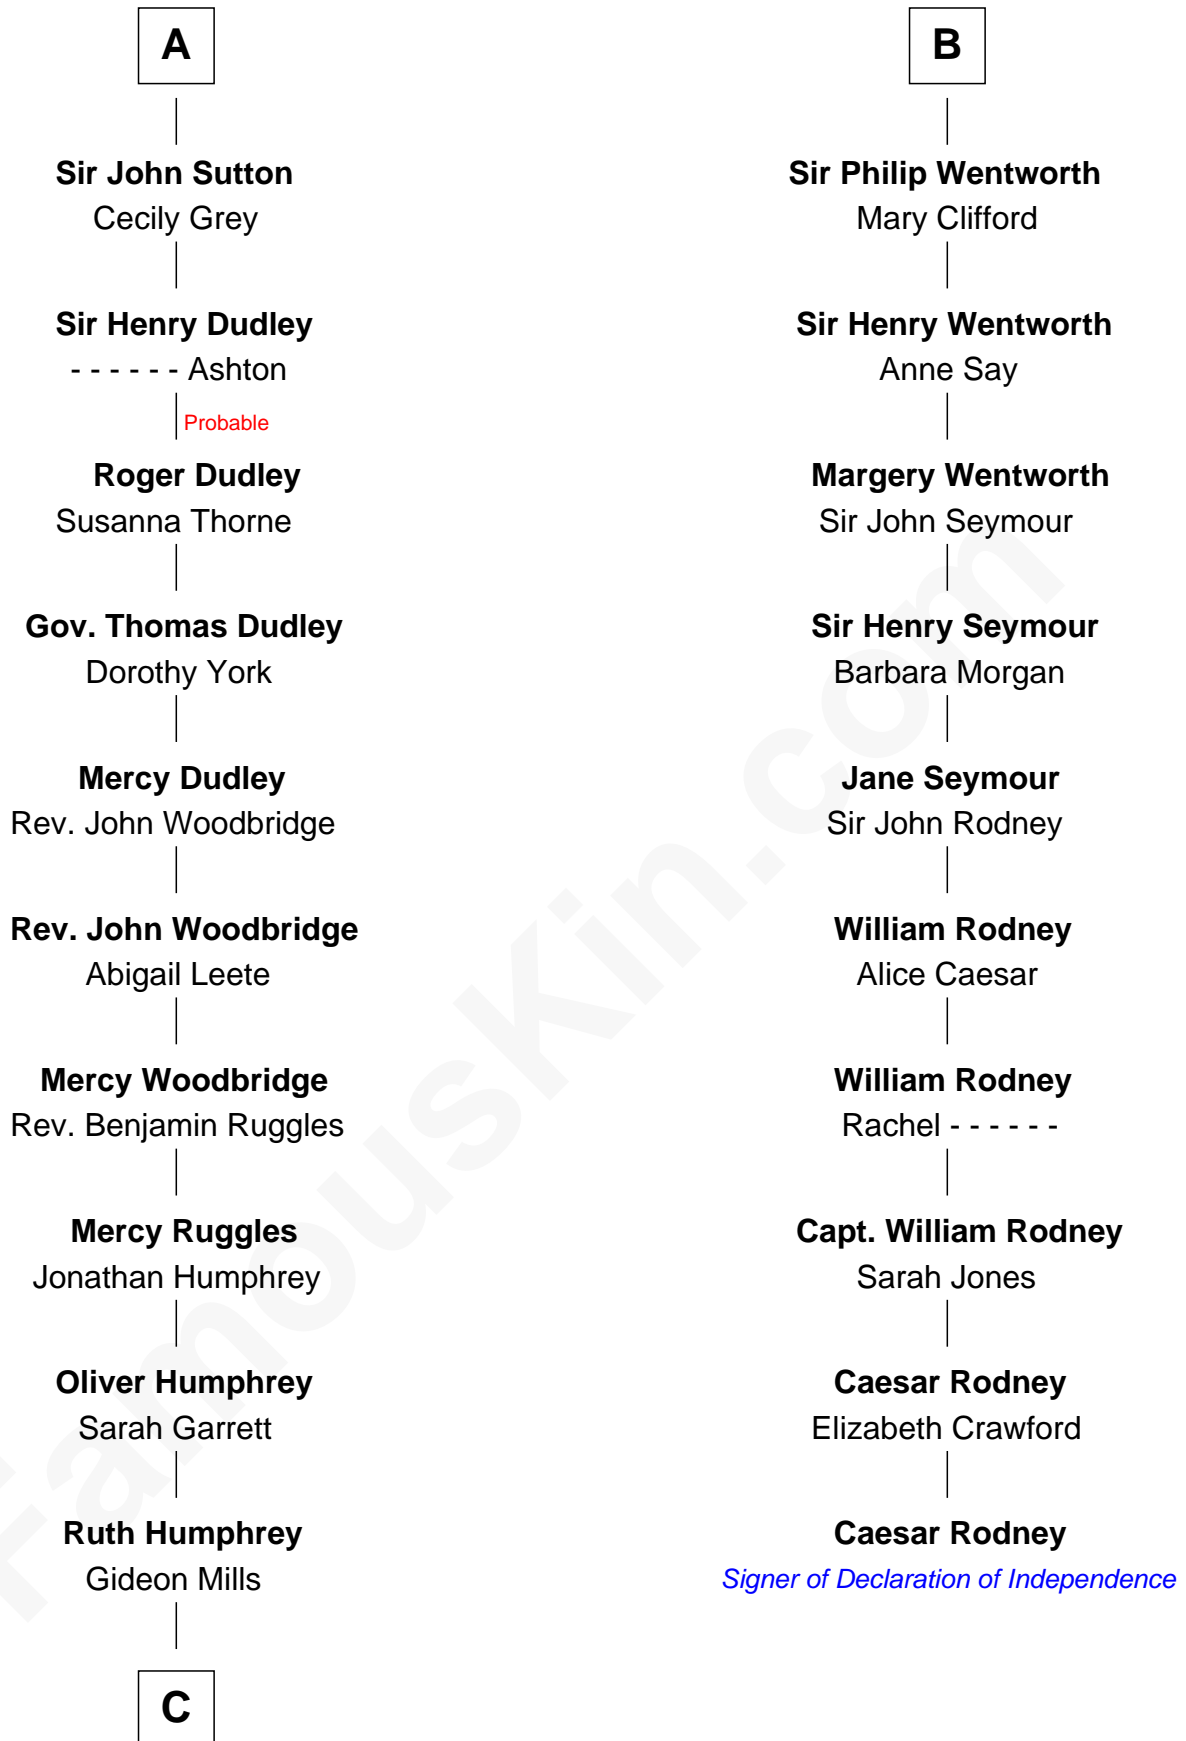 A
Sir John Sutton
Cecily Grey
Sir Henry Dudley
- - - - - - Ashton
Probable
Roger Dudley
Susanna Thorne
Gov. Thomas Dudley
Dorothy York
Mercy Dudley
Rev. John Woodbridge
Rev. John Woodbridge
Abigail Leete
Mercy Woodbridge
Rev. Benjamin Ruggles
Mercy Ruggles
Jonathan Humphrey
Oliver Humphrey
Sarah Garrett
Ruth Humphrey
Gideon Mills
C
B
Sir Philip Wentworth
Mary Clifford
Sir Henry Wentworth
Anne Say
Margery Wentworth
Sir John Seymour
Sir Henry Seymour
Barbara Morgan
Jane Seymour
Sir John Rodney
William Rodney
Alice Caesar
William Rodney
Rachel - - - - - -
Capt. William Rodney
Sarah Jones
Caesar Rodney
Elizabeth Crawford
Caesar Rodney
Signer of Declaration of Independence
FamousKin.com